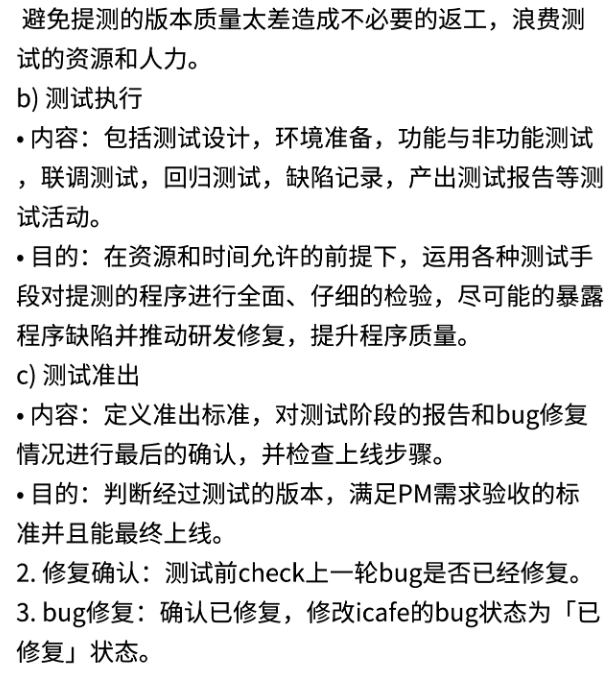 避免提测的版本质量太差造成不必要的返工，浪费测
试的资源和人力。
b) 测试执行
• 内容：包括测试设计，环境准备，功能与非功能测试
，联调测试，回归测试，缺陷记录，产出测试报告等测
试活动。
• 目的：在资源和时间允许的前提下，运用各种测试手
段对提测的程序进行全面、仔细的检验，尽可能的暴露
程序缺陷并推动研发修复，提升程序质量。
c) 测试准出
• 内容：定义准出标准，对测试阶段的报告和bug修复
情况进行最后的确认，并检查上线步骤。
• 目的：判断经过测试的版本，满足PM需求验收的标
准并且能最终上线。
2. 修复确认：测试前check上一轮bug是否已经修复。
3. bug修复：确认已修复，修改icafe的bug状态为「已
修复」状态。